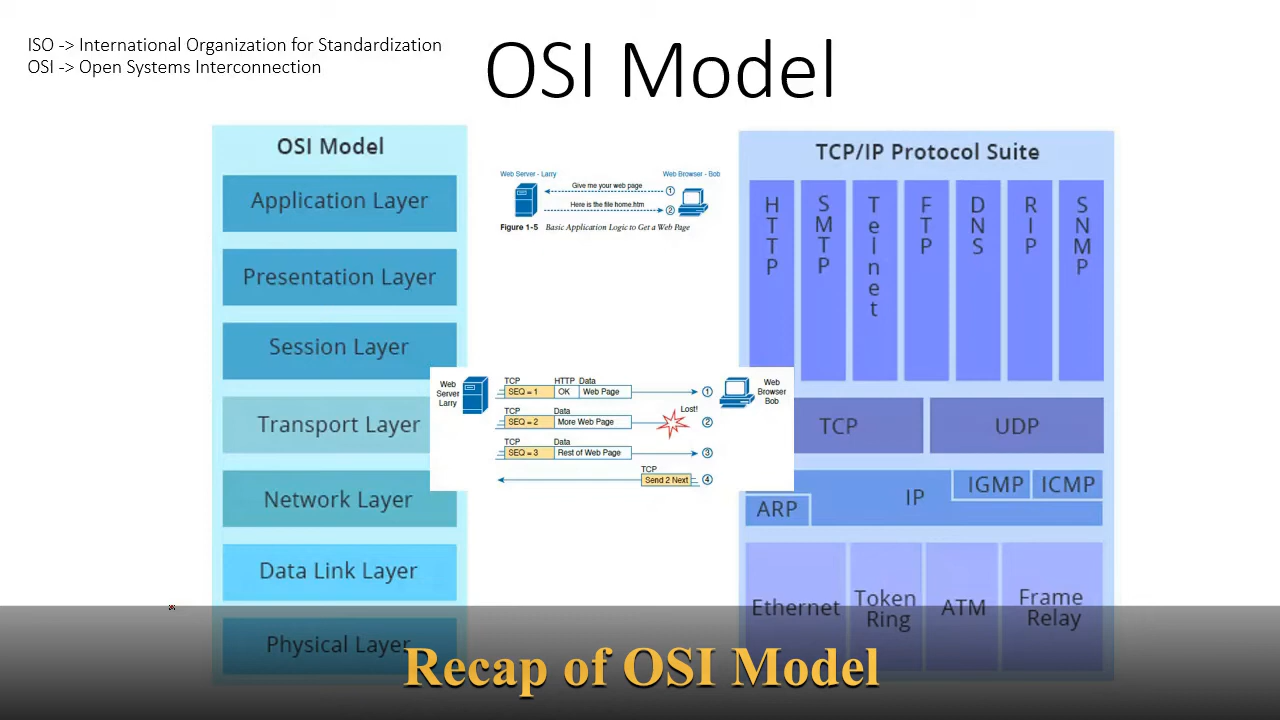 ISO -> International Organization for Standardization
OSI -> Open Systems Interconnection
OSI Model
OSI Model
Application Layer
Presentation Layer
Session Layer
Transport Layer
Network Layer
Data Link Layer
Physical Layer
Web Server - Larry
Web Browser - Bob
Give me your web page
1
Here is the file home.htm
2
Figure 1-5 Basic Application Logic to Get a Web Page
Web Server Larry
TCP HTTP Data
SEQ = 1 OK Web Page
1
TCP Data
SEQ = 2 More Web Page
Lost!
2
TCP Data
SEQ = 3 Rest of Web Page
3
TCP
Send 2 Next
4
Web Browser Bob
TCP/IP Protocol Suite
HTTP
SMTP
Telnet
FTP
DNS
RIP
SNMP
TCP
UDP
ARP
IP
IGMP
ICMP
Ethernet
Token Ring
ATM
Frame Relay
Recap of OSI Model